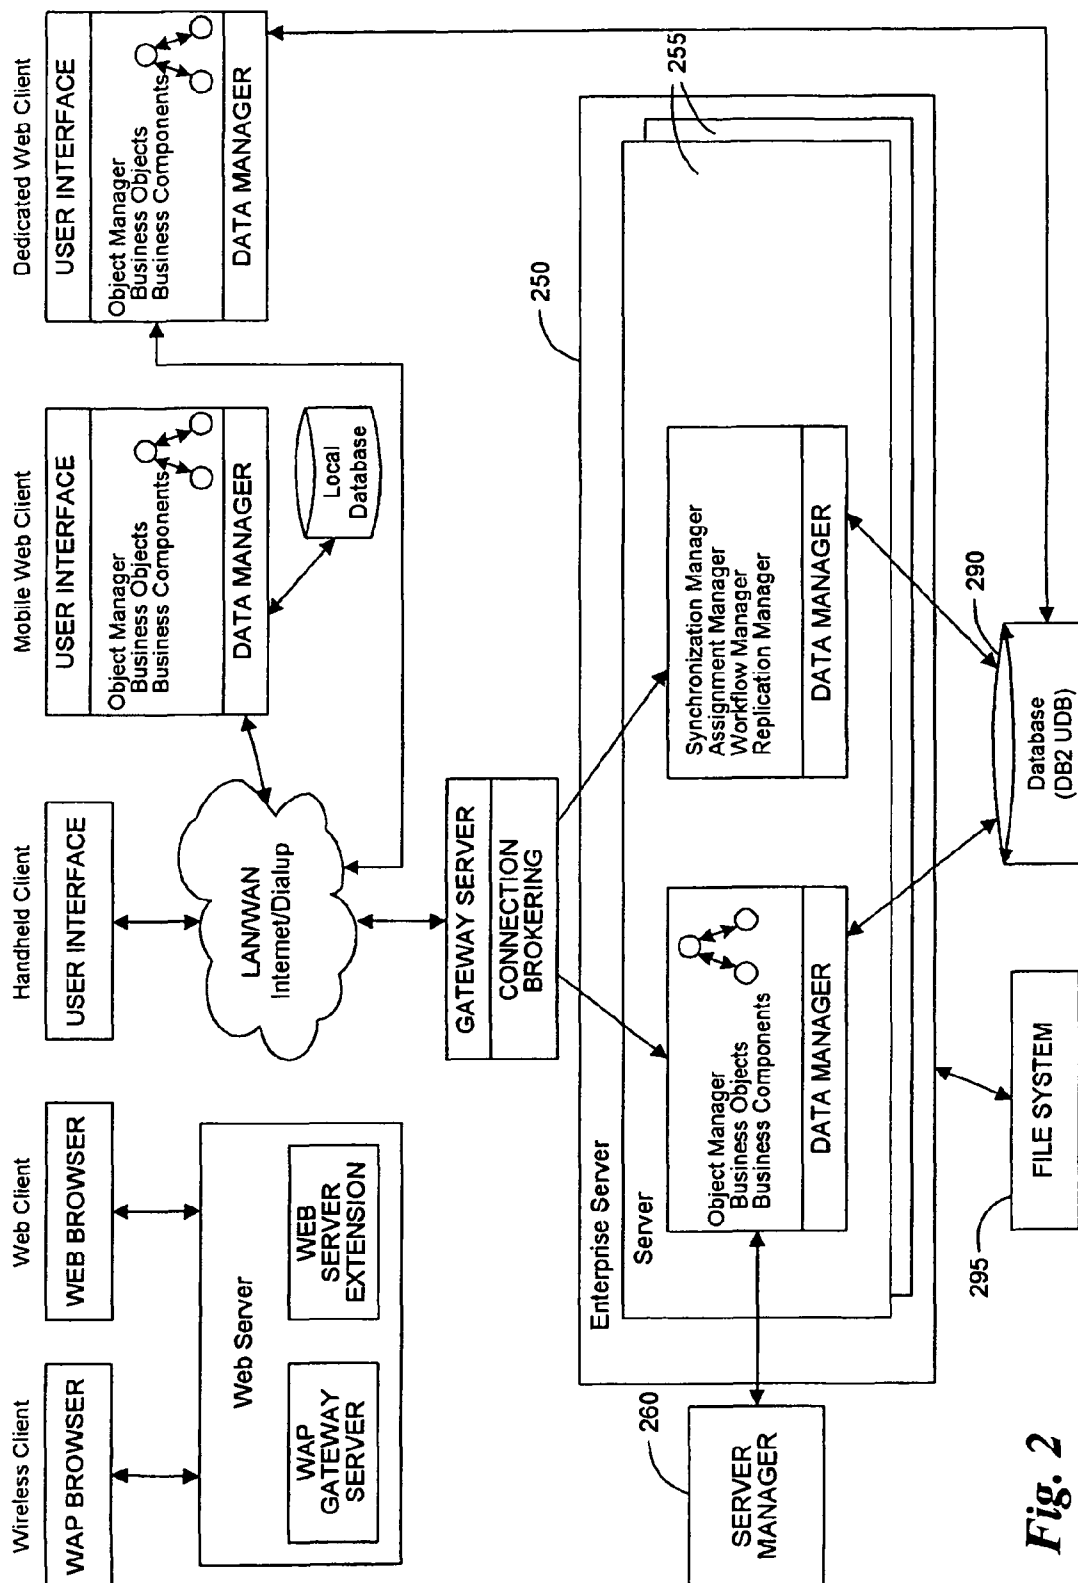 Wireless Client
WAP BROWSER
Web Client
WEB BROWSER
Handheld Client
USER INTERFACE
Mobile Web Client
USER INTERFACE
Object Manager
Business Objects
Business Components
DATA MANAGER
Dedicated Web Client
USER INTERFACE
Object Manager
Business Objects
Business Components
DATA MANAGER
Web Server
WAP
GATEWAY
SERVER
WEB
SERVER
EXTENSION
LAN/WAN
Internet/Dialup
Local
Database
GATEWAY SERVER
CONNECTION
BROKERING
250
255
Enterprise Server
Server
Object Manager
Business Objects
Business Components
DATA MANAGER
Synchronization Manager
Assignment Manager
Workflow Manager
Replication Manager
DATA MANAGER
260
SERVER
MANAGER
295
FILE SYSTEM
290
Database
(DB2 UDB)
Fig. 2